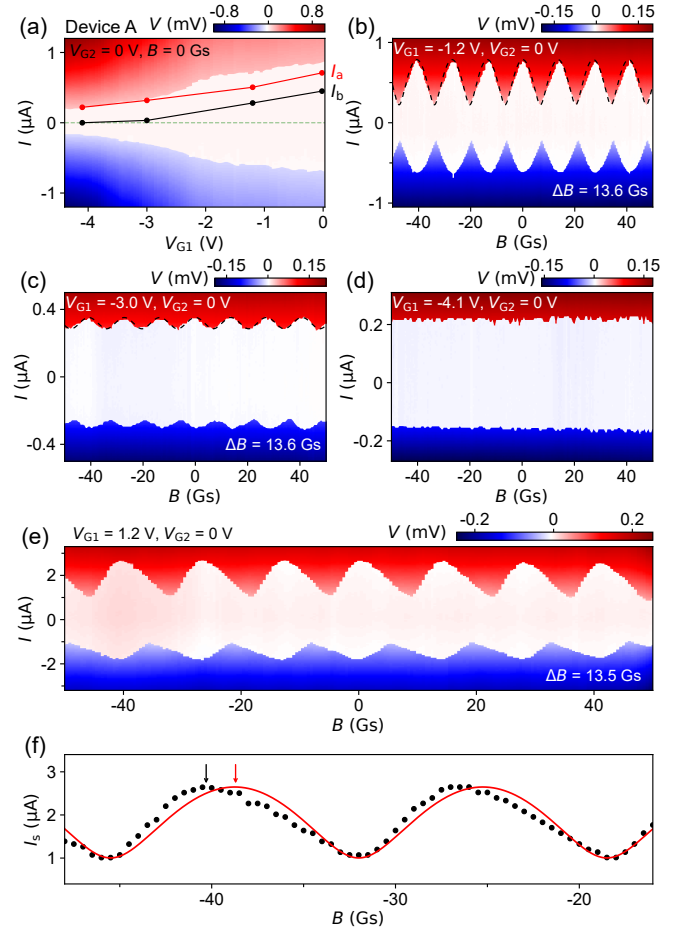 (a) Device A V (mV) -0.8 0 0.8
V_G2 = 0 V, B = 0 Gs
I_a
I_b
I (μA)
1
0
-1
-4 -3 -2 -1 0
V_G1 (V)
(b) V (mV) -0.15 0 0.15
V_G1 = -1.2 V, V_G2 = 0 V
I (μA)
1
0
-1
ΔB = 13.6 Gs
-40 -20 0 20 40
B (Gs)
(c) V (mV) -0.15 0 0.15
V_G1 = -3.0 V, V_G2 = 0 V
I (μA)
0.4
0
-0.4
ΔB = 13.6 Gs
-40 -20 0 20 40
B (Gs)
(d) V (mV) -0.15 0 0.15
V_G1 = -4.1 V, V_G2 = 0 V
I (μA)
0.2
0
-0.2
-40 -20 0 20 40
B (Gs)
(e) V_G1 = 1.2 V, V_G2 = 0 V V (mV) -0.2 0 0.2
I (μA)
2
0
-2
ΔB = 13.5 Gs
-40 -20 0 20 40
B (Gs)
(f)
I_s (μA)
3
2
1
-40 -30 -20
B (Gs)